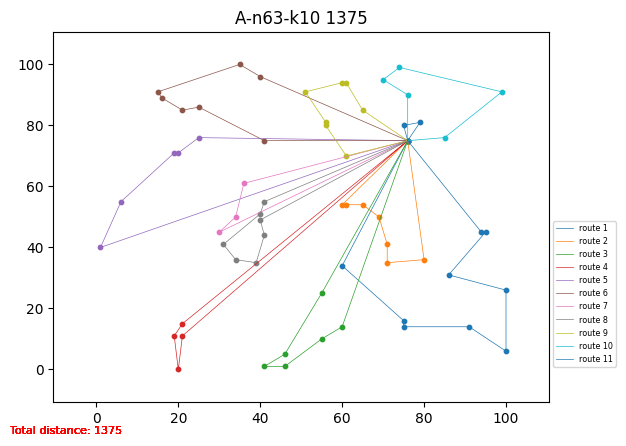 A-n63-k10 1375
100
80
60
40
20
0
0
20
40
60
80
100
route 1
route 2
route 3
route 4
route 5
route 6
route 7
route 8
route 9
route 10
route 11
Total distance: 1375